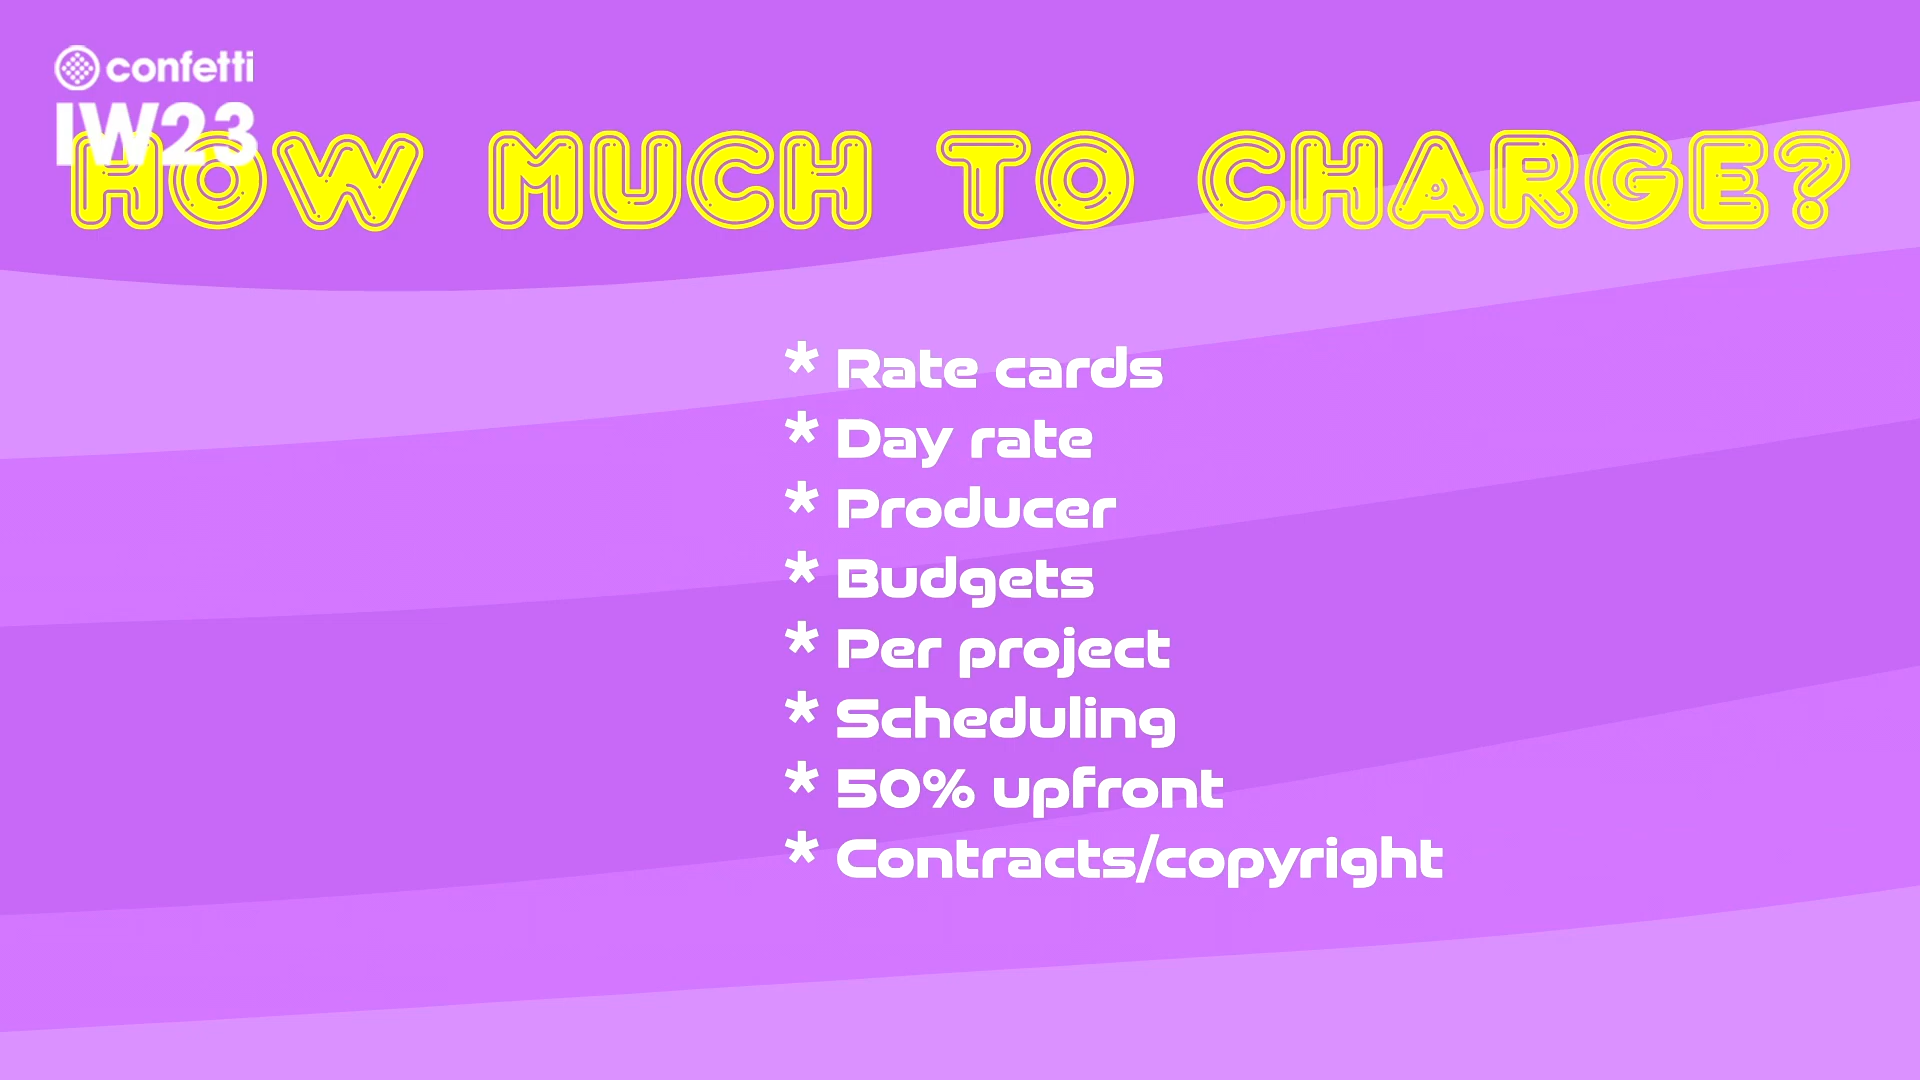 confetti
IW23
HOW MUCH TO CHARGE?
* Rate cards
* Day rate
* Producer
* Budgets
* Per project
* Scheduling
* 50% upfront
* Contracts/copyright